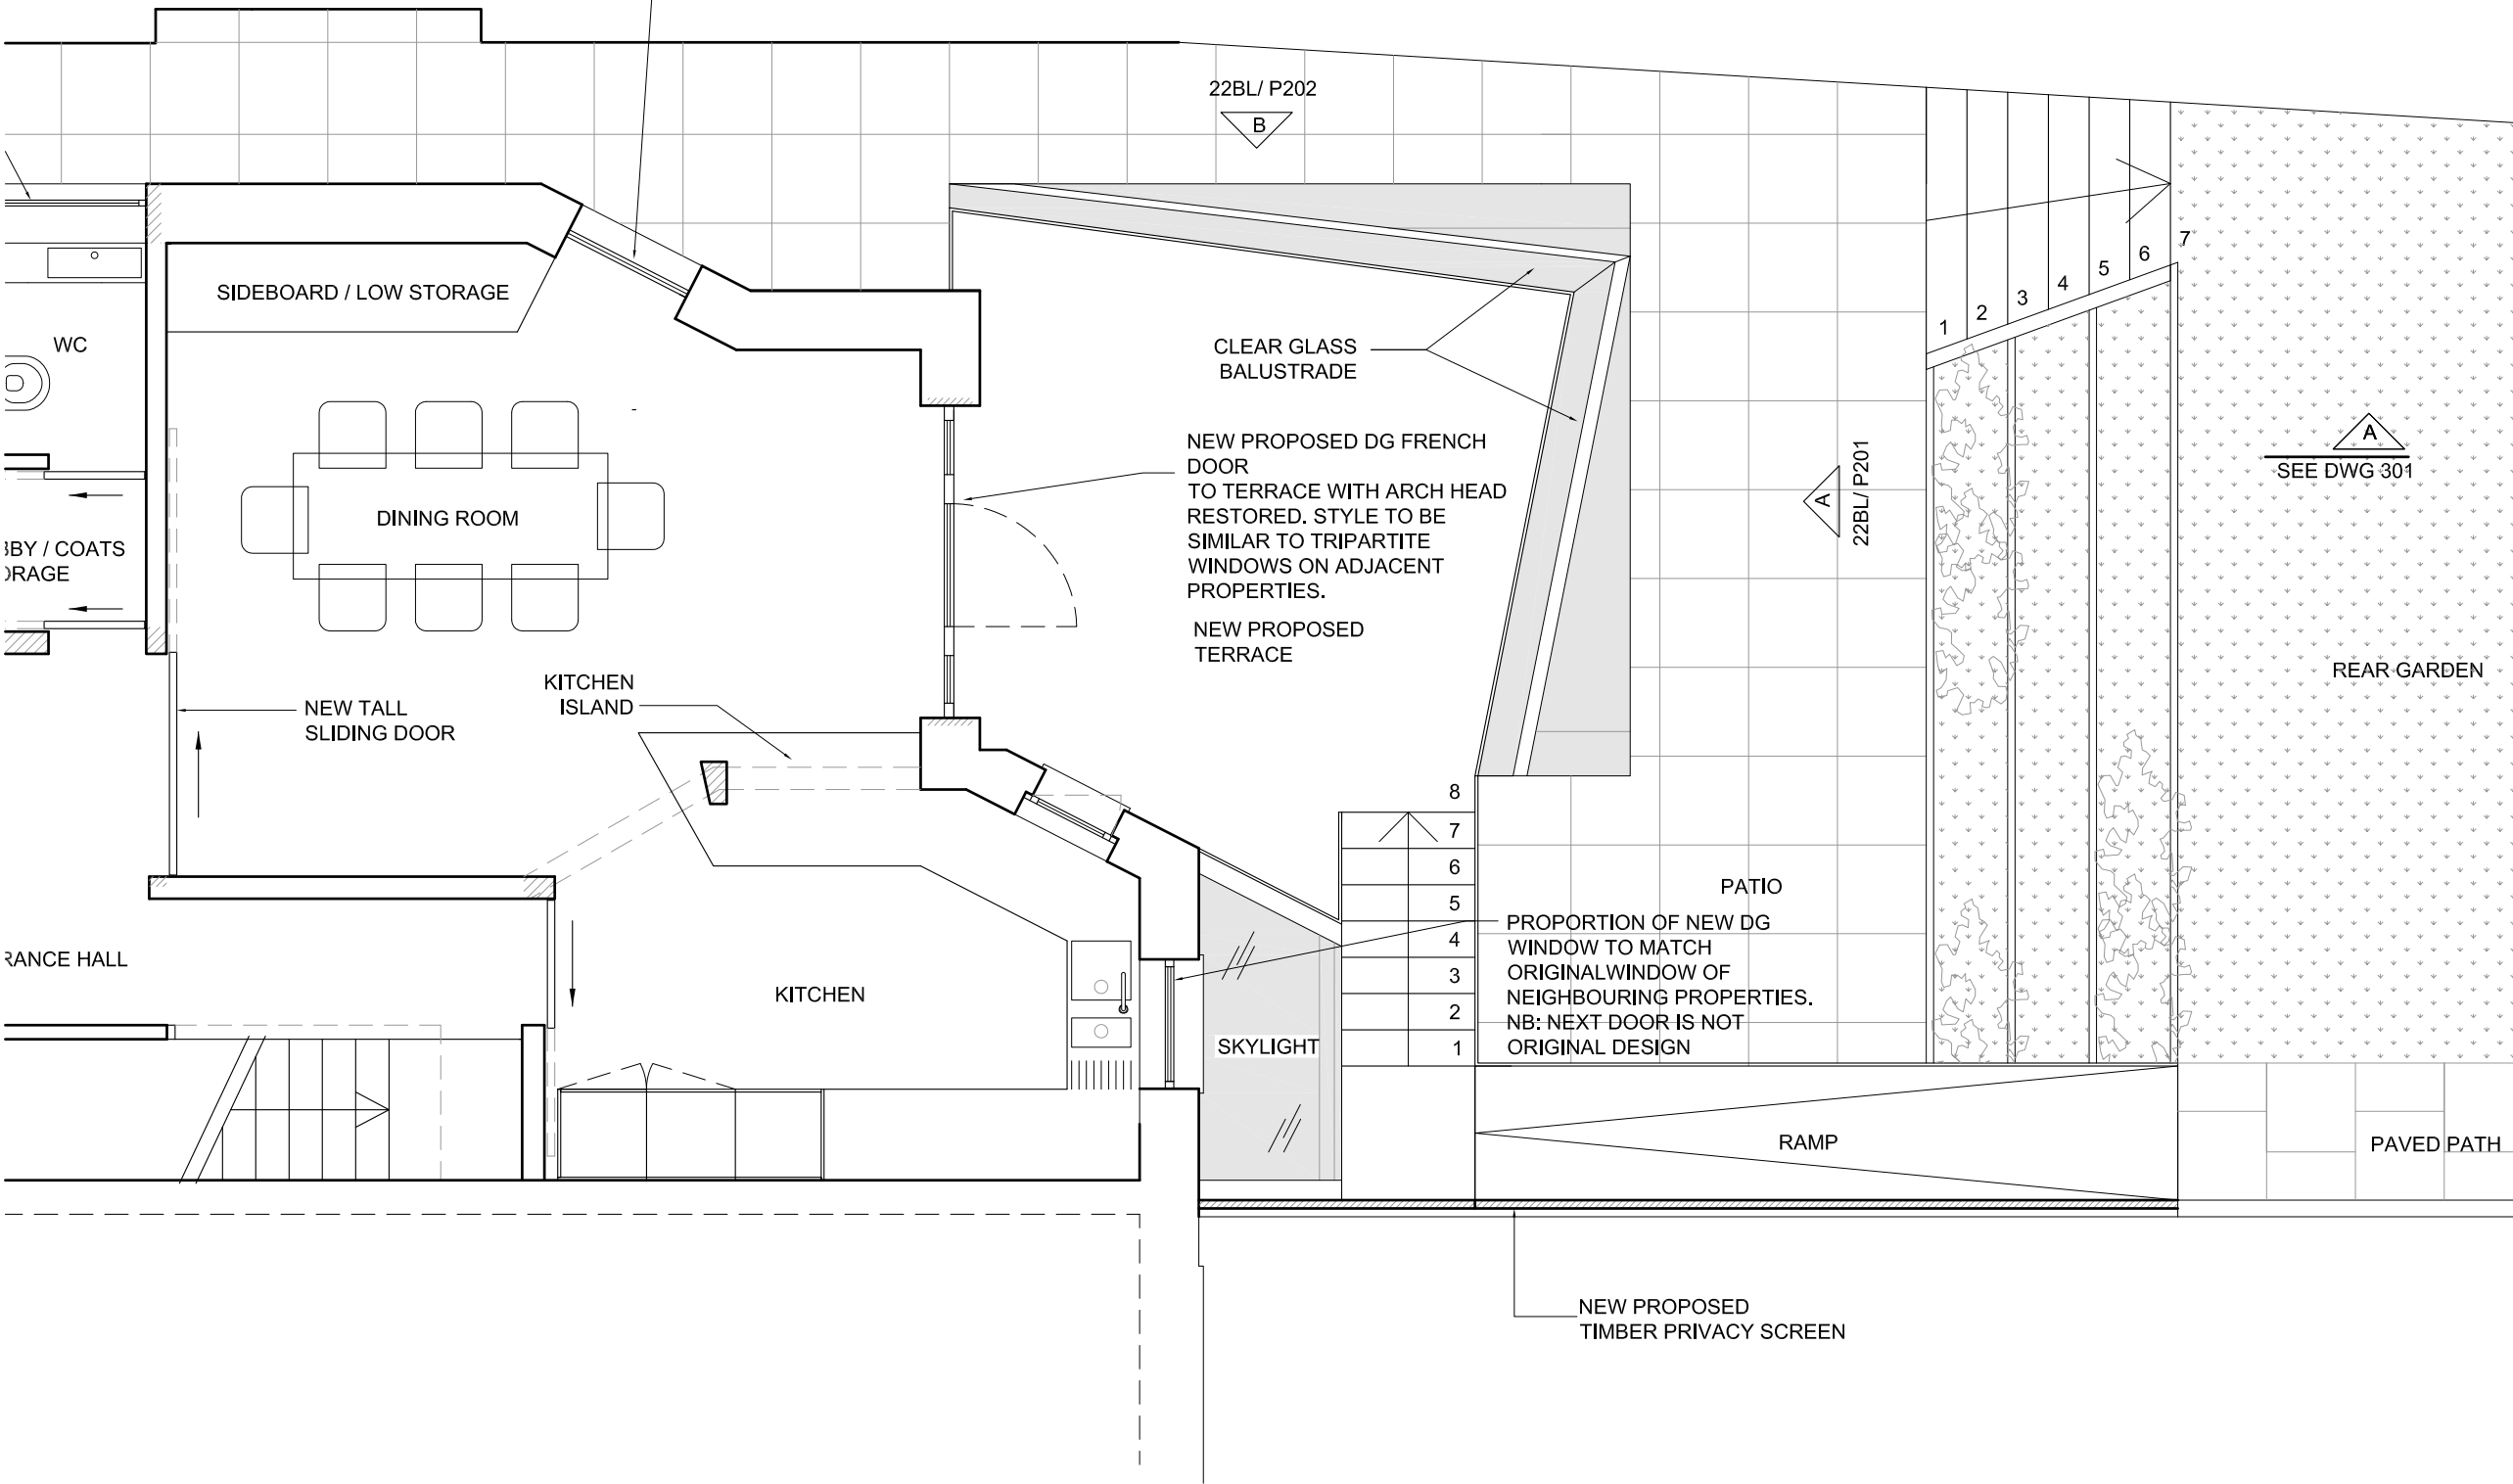 22BL/ P202
B
SIDEBOARD / LOW STORAGE
WC
CLEAR GLASS
BALUSTRADE
NEW PROPOSED DG FRENCH
DOOR
TO TERRACE WITH ARCH HEAD
RESTORED. STYLE TO BE
SIMILAR TO TRIPARTITE
WINDOWS ON ADJACENT
PROPERTIES.
NEW PROPOSED
TERRACE
DINING ROOM
BBY / COATS
ORAGE
NEW TALL
SLIDING DOOR
KITCHEN
ISLAND
RANCE HALL
KITCHEN
SKYLIGHT
8
7
6
5
4
3
2
1
PATIO
PROPORTION OF NEW DG
WINDOW TO MATCH
ORIGINALWINDOW OF
NEIGHBOURING PROPERTIES.
NB: NEXT DOOR IS NOT
ORIGINAL DESIGN
A
22BL/ P201
1
2
3
4
5
6
7
A
SEE DWG 301
REAR GARDEN
RAMP
PAVED PATH
NEW PROPOSED
TIMBER PRIVACY SCREEN